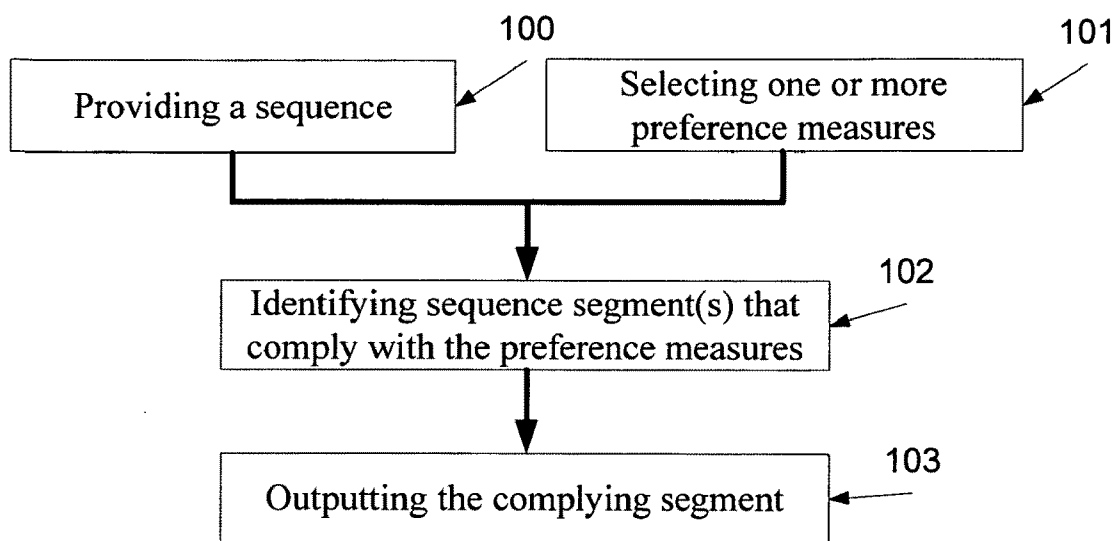 100
101
Providing a sequence
Selecting one or more
preference measures
102
Identifying sequence segment(s) that
comply with the preference measures
103
Outputting the complying segment